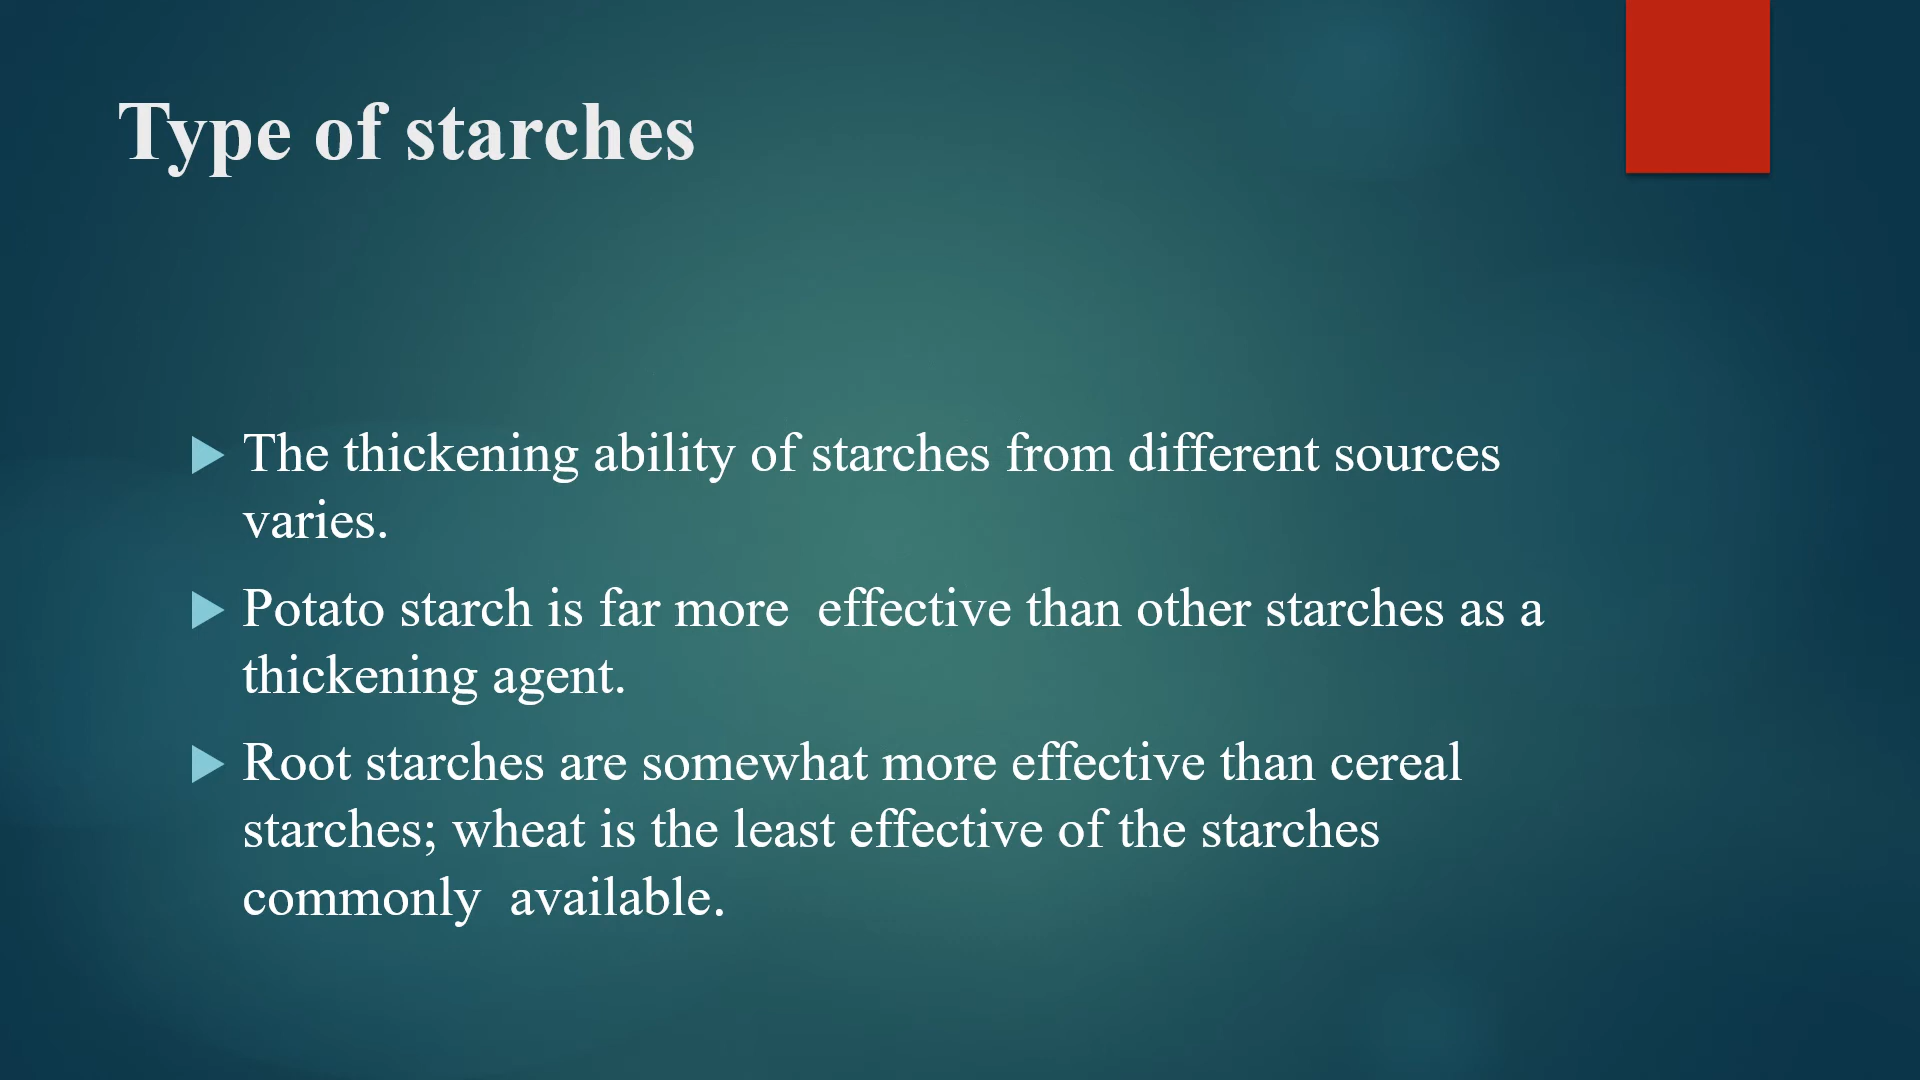 Type of starches
The thickening ability of starches from different sources
varies.
Potato starch is far more  effective than other starches as a
thickening agent.
Root starches are somewhat more effective than cereal
starches; wheat is the least effective of the starches
commonly  available.